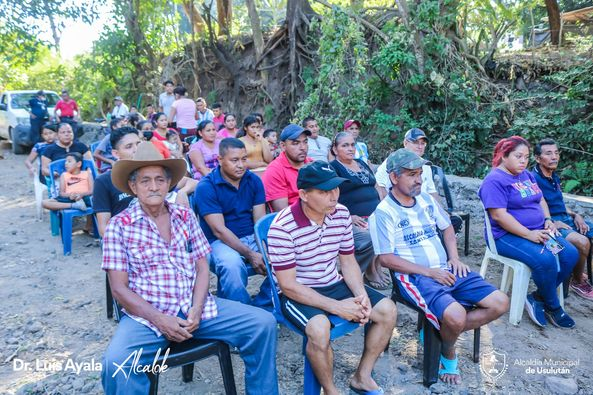 Dr. Luis Ayala
Alcalde
Alcaldía Municipal
de Usulután